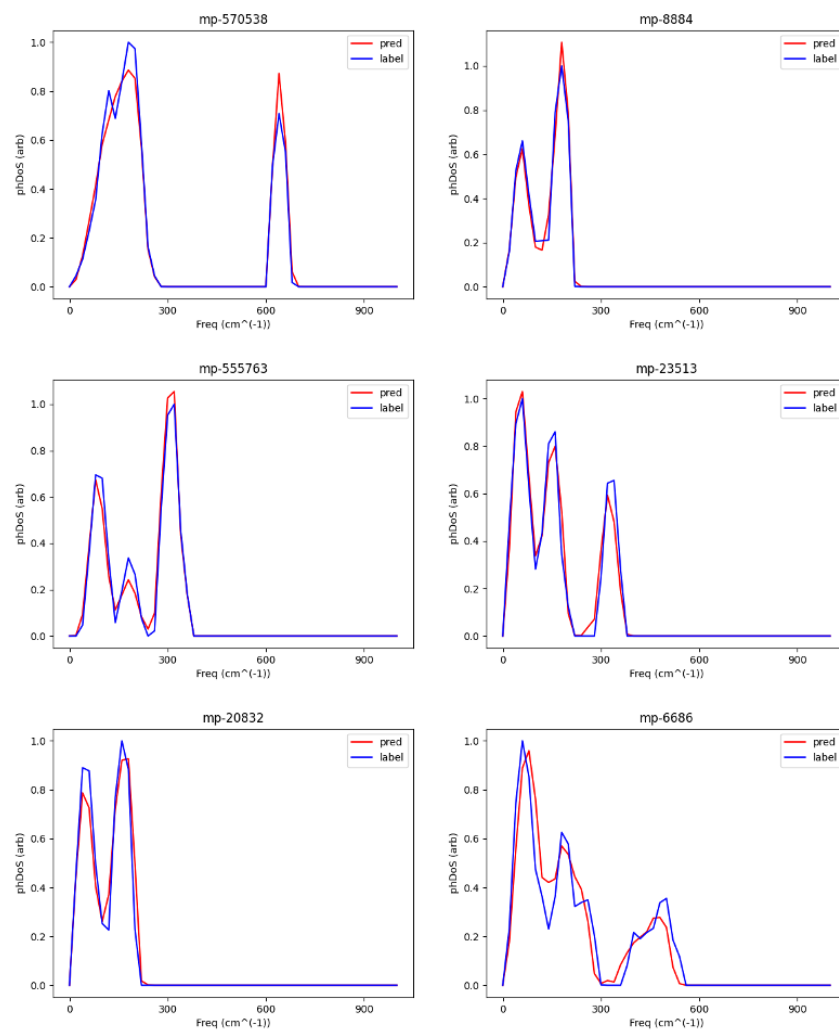 mp-570538
pred
label
phDoS (arb)
1.0
0.8
0.6
0.4
0.2
0.0
0 300 600 900
Freq (cm^(-1))
mp-8884
pred
label
phDoS (arb)
1.0
0.8
0.6
0.4
0.2
0.0
0 300 600 900
Freq (cm^(-1))
mp-555763
pred
label
phDoS (arb)
1.0
0.8
0.6
0.4
0.2
0.0
0 300 600 900
Freq (cm^(-1))
mp-23513
pred
label
phDoS (arb)
1.0
0.8
0.6
0.4
0.2
0.0
0 300 600 900
Freq (cm^(-1))
mp-20832
pred
label
phDoS (arb)
1.0
0.8
0.6
0.4
0.2
0.0
0 300 600 900
Freq (cm^(-1))
mp-6686
pred
label
phDoS (arb)
1.0
0.8
0.6
0.4
0.2
0.0
0 300 600 900
Freq (cm^(-1))